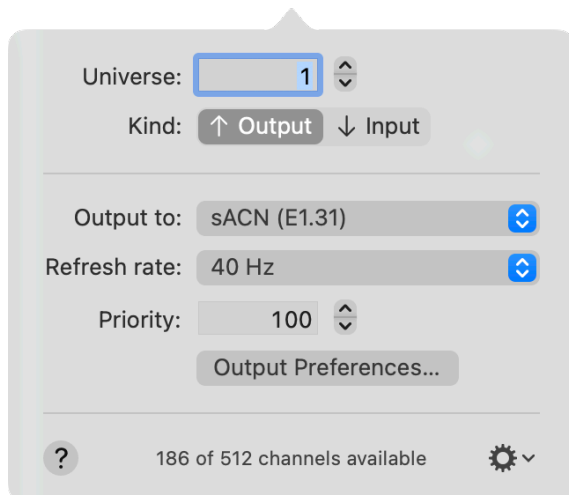 Universe: 1
Kind: ↑ Output ↓ Input
Output to: sACN (E1.31)
Refresh rate: 40 Hz
Priority: 100
Output Preferences...
? 186 of 512 channels available